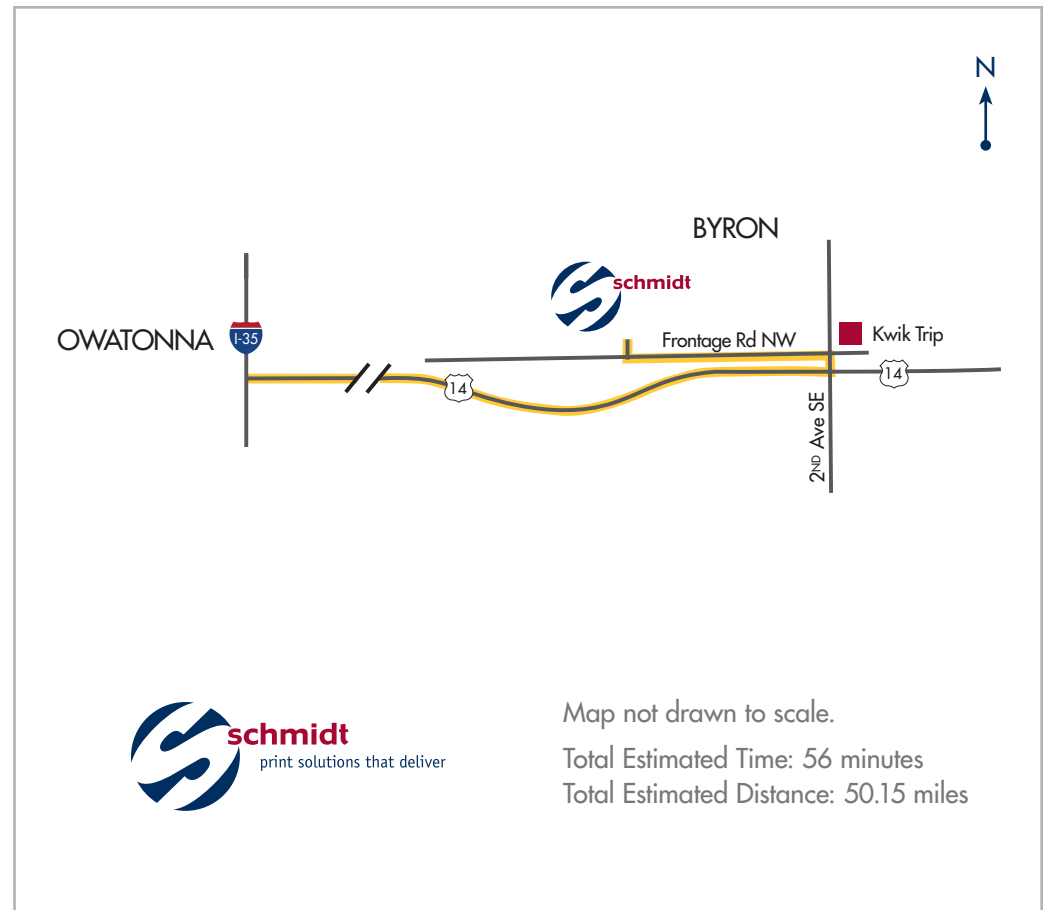 N
BYRON
schmidt
OWATONNA
I-35
Frontage Rd NW
Kwik Trip
14
14
2ND Ave SE
schmidt
print solutions that deliver
Map not drawn to scale.
Total Estimated Time: 56 minutes
Total Estimated Distance: 50.15 miles